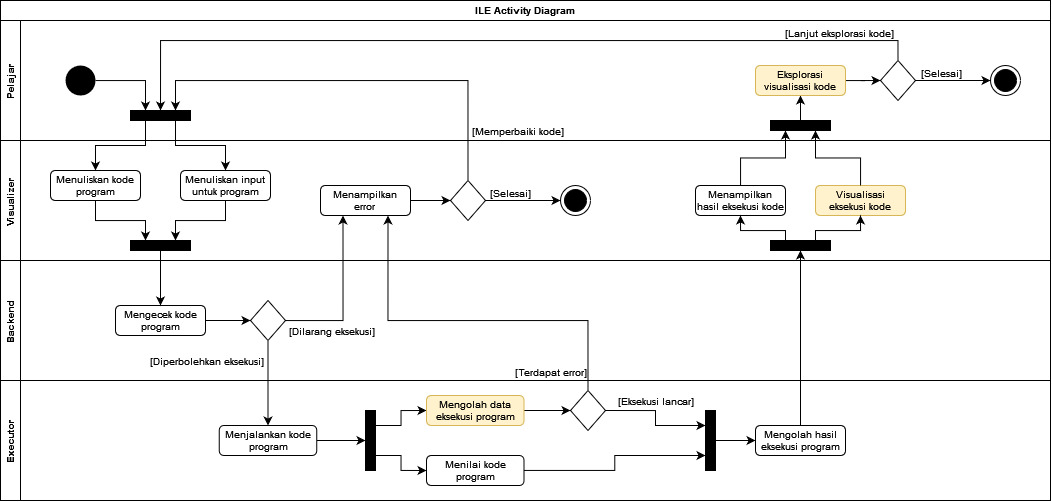 ILE Activity Diagram
Pelajar
[Lanjut eksplorasi kode]
Eksplorasi
visualisasi kode
[Selesai]
[Memperbaiki kode]
Visualizer
Menuliskan kode
program
Menuliskan input
untuk program
Menampilkan
error
[Selesai]
Menampilkan
hasil eksekusi kode
Visualisasi
eksekusi kode
Backend
Mengecek kode
program
[Dilarang eksekusi]
[Diperbolehkan eksekusi]
[Terdapat error]
Executor
Menjalankan kode
program
Mengolah data
eksekusi program
[Eksekusi lancar]
Menilai kode
program
Mengolah hasil
eksekusi program